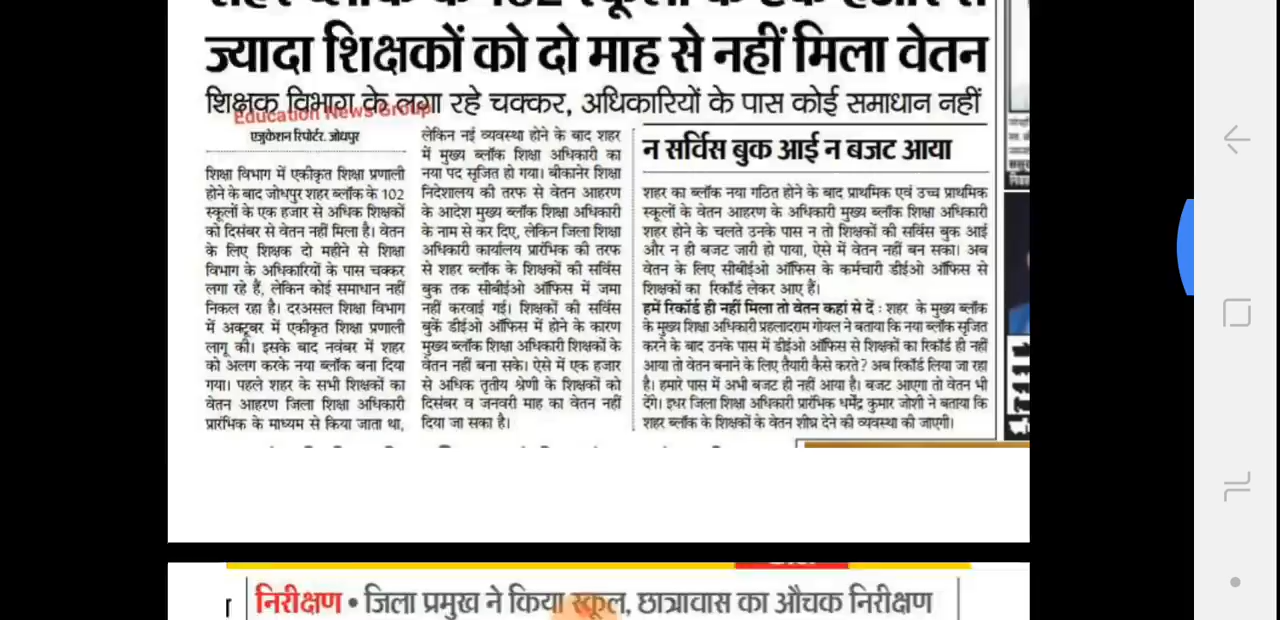 ज्यादा शिक्षकों को दो माह से नहीं मिला वेतन
शिक्षक विभाग के लगा रहे चक्कर, अधिकारियों के पास कोई समाधान नहीं
Education News Group
एजुकेशन रिपोर्टर. जोधपुर
शिक्षा विभाग में एकीकृत शिक्षा प्रणाली
होने के बाद जोधपुर शहर ब्लॉक के 102
स्कूलों के एक हजार से अधिक शिक्षकों
को दिसंबर से वेतन नहीं मिला है। वेतन
के लिए शिक्षक दो महीने से शिक्षा
विभाग के अधिकारियों के पास चक्कर
लगा रहे हैं, लेकिन कोई समाधान नहीं
निकल रहा है। दरअसल शिक्षा विभाग
में अक्टूबर में एकीकृत शिक्षा प्रणाली
लागू की। इसके बाद नवंबर में शहर
को अलग करके नया ब्लॉक बना दिया
गया। पहले शहर के सभी शिक्षकों का
वेतन आहरण जिला शिक्षा अधिकारी
प्रारंभिक के माध्यम से किया जाता था,
लेकिन नई व्यवस्था होने के बाद शहर
में मुख्य ब्लॉक शिक्षा अधिकारी का
नया पद सृजित हो गया। बीकानेर शिक्षा
निदेशालय की तरफ से वेतन आहरण
के आदेश मुख्य ब्लॉक शिक्षा अधिकारी
के नाम से कर दिए, लेकिन जिला शिक्षा
अधिकारी कार्यालय प्रारंभिक की तरफ
से शहर ब्लॉक के शिक्षकों की सर्विस
बुक तक सीबीईओ ऑफिस में जमा
नहीं करवाई गई। शिक्षकों की सर्विस
बुकें डीईओ ऑफिस में होने के कारण
मुख्य ब्लॉक शिक्षा अधिकारी शिक्षकों के
वेतन नहीं बना सके। ऐसे में एक हजार
से अधिक तृतीय श्रेणी के शिक्षकों को
दिसंबर व जनवरी माह का वेतन नहीं
दिया जा सका है।
न सर्विस बुक आई न बजट आया
शहर का ब्लॉक नया गठित होने के बाद प्राथमिक एवं उच्च प्राथमिक
स्कूलों के वेतन आहरण के अधिकारी मुख्य ब्लॉक शिक्षा अधिकारी
शहर होने के चलते उनके पास न तो शिक्षकों की सर्विस बुक आई
और न ही बजट जारी हो पाया, ऐसे में वेतन नहीं बन सका। अब
वेतन के लिए सीबीईओ ऑफिस के कर्मचारी डीईओ ऑफिस से
शिक्षकों का रिकॉर्ड लेकर आए हैं।
हमें रिकॉर्ड ही नहीं मिला तो वेतन कहां से दें : शहर के मुख्य ब्लॉक
के मुख्य शिक्षा अधिकारी प्रहलादराम गोयल ने बताया कि नया ब्लॉक सृजित
करने के बाद उनके पास में डीईओ ऑफिस से शिक्षकों का रिकॉर्ड ही नहीं
आया तो वेतन बनाने के लिए तैयारी कैसे करते? अब रिकॉर्ड लिया जा रहा
है। हमारे पास में अभी बजट ही नहीं आया है। बजट आएगा तो वेतन भी
देंगे। इधर जिला शिक्षा अधिकारी प्रारंभिक धर्मेंद्र कुमार जोशी ने बताया कि
शहर ब्लॉक के शिक्षकों के वेतन शीघ्र देने की व्यवस्था की जाएगी।
निरीक्षण • जिला प्रमुख ने किया स्कूल, छात्रावास का औचक निरीक्षण